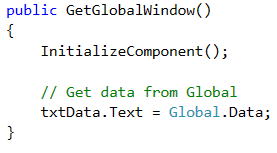 public GetGlobalWindow()
{
    InitializeComponent();

    // Get data from Global
    txtData.Text = Global.Data;
}